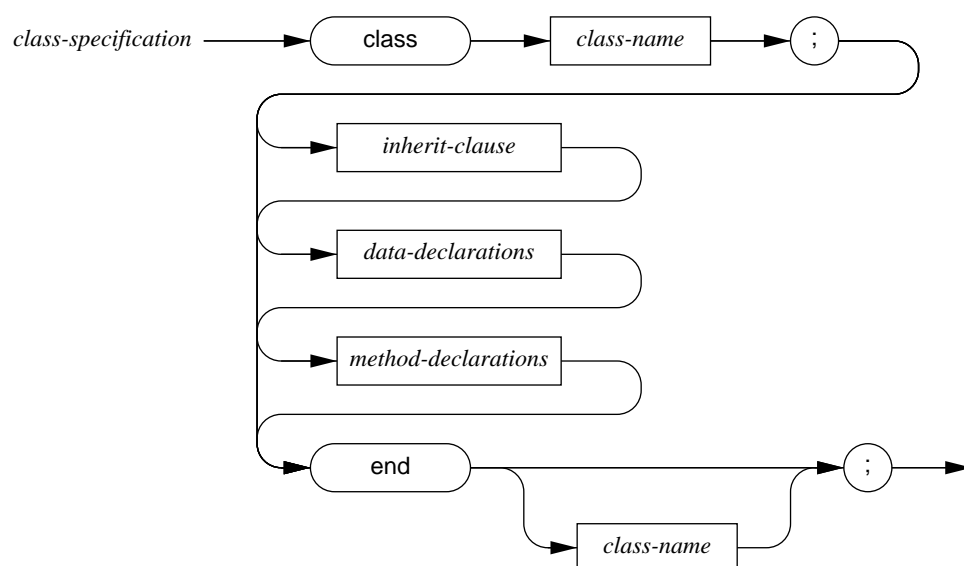 class-specification class class-name ;
inherit-clause
data-declarations
method-declarations
end ;
class-name